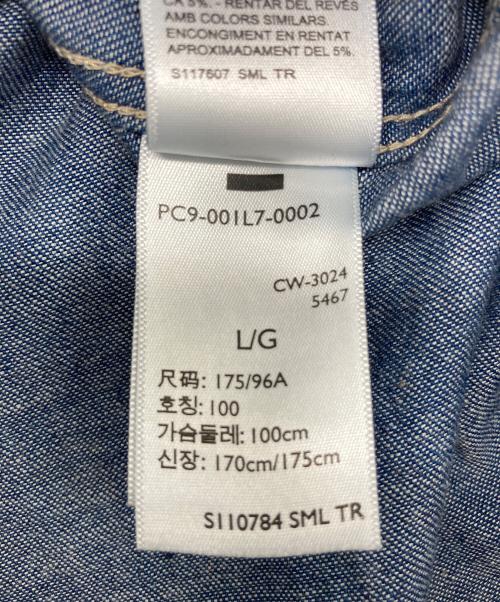 CA 5%. - RENTAR DEL REVÉS
AMB COLORS SIMILARS.
ENCONGIMENT EN RENTAT
APROXIMADAMENT DEL 5%.
S117607 SML TR
PC9-001L7-0002
CW-3024
5467
L/G
尺码: 175/96A
호칭: 100
가슴둘레: 100cm
신장: 170cm/175cm
S110784 SML TR